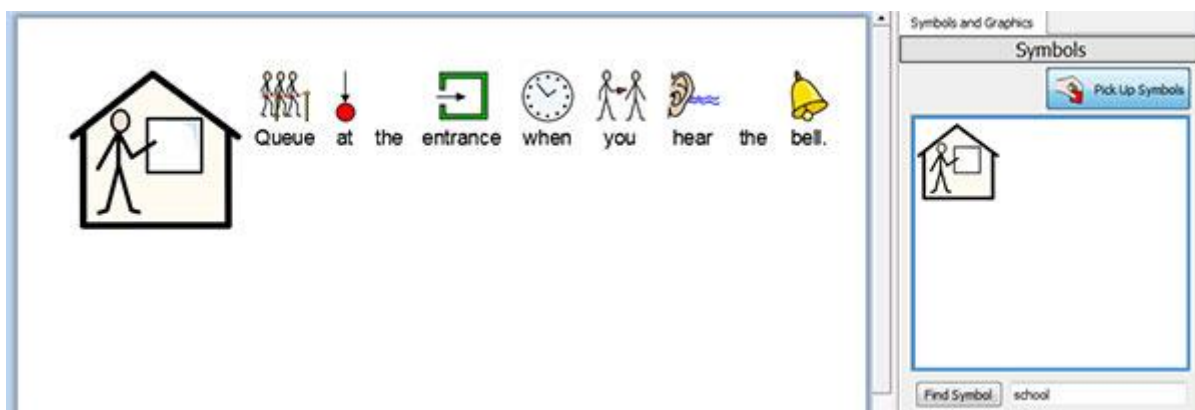 Queue at the entrance when you hear the bell.
Symbols and Graphics
Symbols
Pick Up Symbols
Find Symbol school